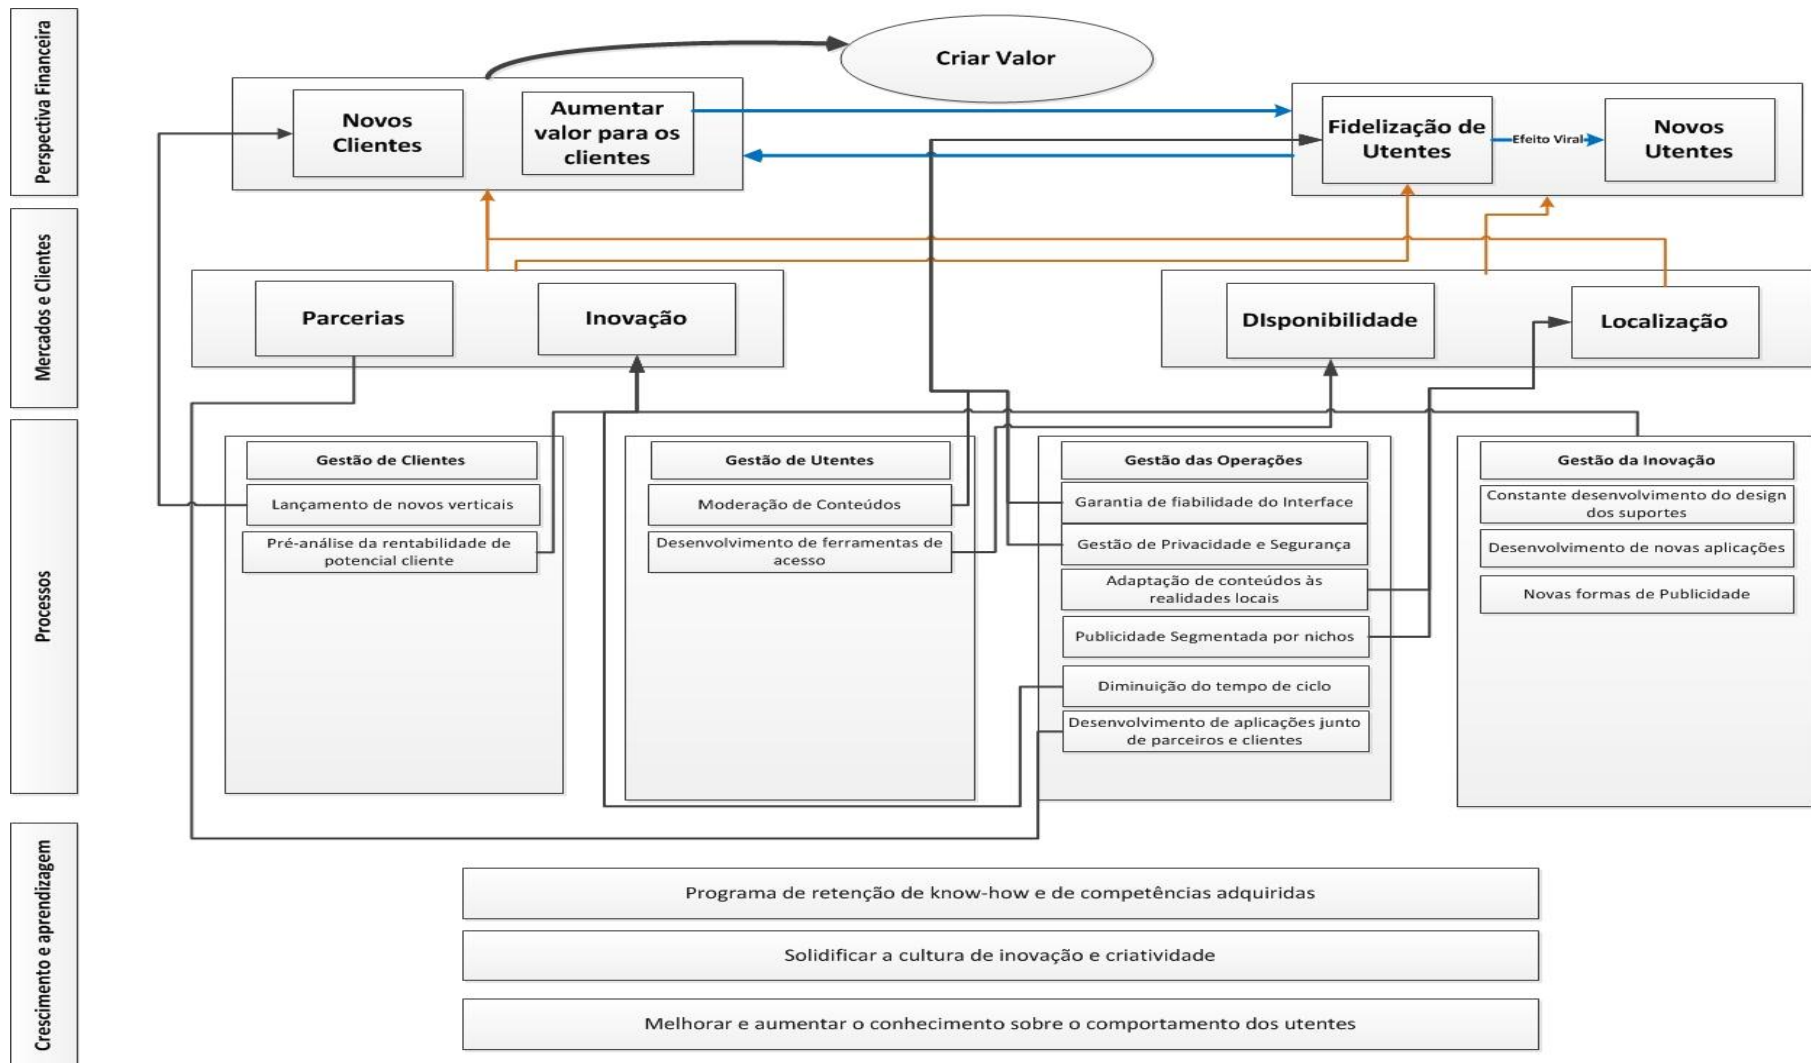 Perspectiva Financeira
Criar Valor
Novos
Clientes
Aumentar
valor para os
clientes
Fidelização de
Utentes
Efeito Viral
Novos
Utentes
Mercados e Clientes
Parcerias
Inovação
DIsponibilidade
Localização
Processos
Gestão de Clientes
Lançamento de novos verticais
Pré-análise da rentabilidade de
potencial cliente
Gestão de Utentes
Moderação de Conteúdos
Desenvolvimento de ferramentas de
acesso
Gestão das Operações
Garantia de fiabilidade do Interface
Gestão de Privacidade e Segurança
Adaptação de conteúdos às
realidades locais
Publicidade Segmentada por nichos
Diminuição do tempo de ciclo
Desenvolvimento de aplicações junto
de parceiros e clientes
Gestão da Inovação
Constante desenvolvimento do design
dos suportes
Desenvolvimento de novas aplicações
Novas formas de Publicidade
Crescimento e aprendizagem
Programa de retenção de know-how e de competências adquiridas
Solidificar a cultura de inovação e criatividade
Melhorar e aumentar o conhecimento sobre o comportamento dos utentes